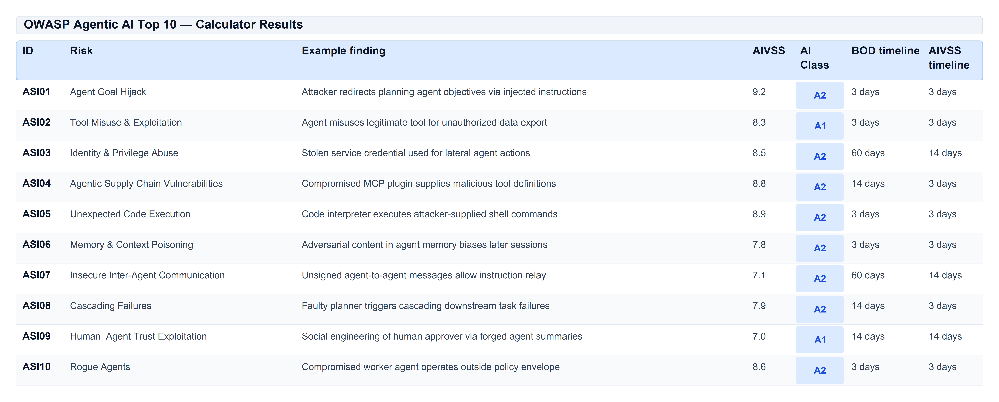 OWASP Agentic AI Top 10 — Calculator Results
ID Risk Example finding AIVSS AI Class BOD timeline AIVSS timeline
ASI01 Agent Goal Hijack Attacker redirects planning agent objectives via injected instructions 9.2 A2 3 days 3 days
ASI02 Tool Misuse & Exploitation Agent misuses legitimate tool for unauthorized data export 8.3 A1 3 days 3 days
ASI03 Identity & Privilege Abuse Stolen service credential used for lateral agent actions 8.5 A2 60 days 14 days
ASI04 Agentic Supply Chain Vulnerabilities Compromised MCP plugin supplies malicious tool definitions 8.8 A2 14 days 3 days
ASI05 Unexpected Code Execution Code interpreter executes attacker-supplied shell commands 8.9 A2 3 days 3 days
ASI06 Memory & Context Poisoning Adversarial content in agent memory biases later sessions 7.8 A2 3 days 3 days
ASI07 Insecure Inter-Agent Communication Unsigned agent-to-agent messages allow instruction relay 7.1 A2 60 days 14 days
ASI08 Cascading Failures Faulty planner triggers cascading downstream task failures 7.9 A2 14 days 3 days
ASI09 Human–Agent Trust Exploitation Social engineering of human approver via forged agent summaries 7.0 A1 14 days 14 days
ASI10 Rogue Agents Compromised worker agent operates outside policy envelope 8.6 A2 3 days 3 days